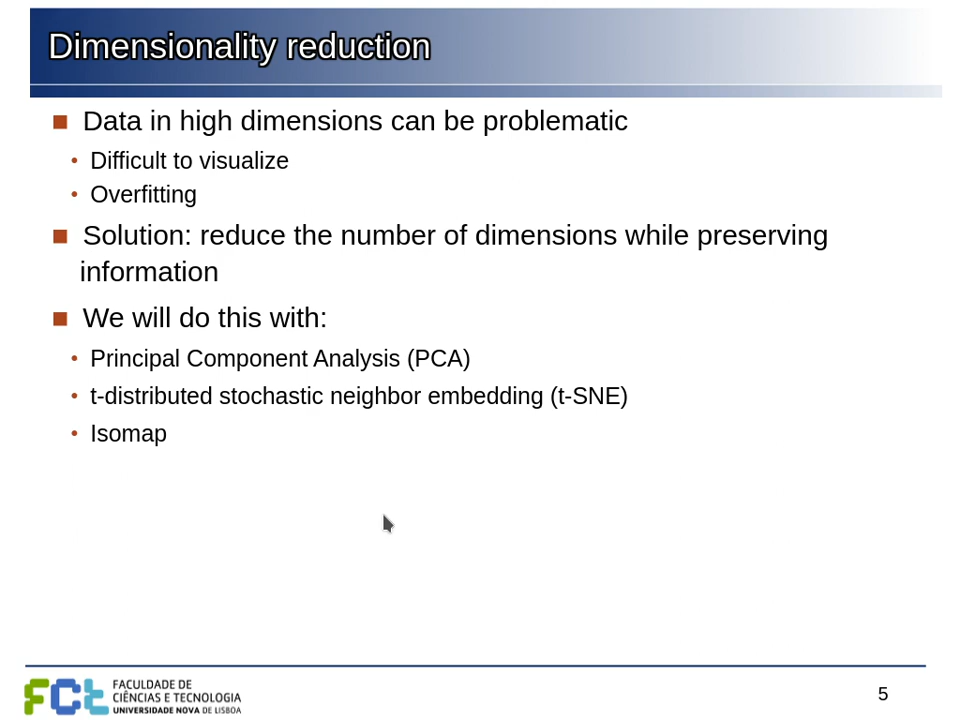 Dimensionality reduction
Data in high dimensions can be problematic
Difficult to visualize
Overfitting
Solution: reduce the number of dimensions while preserving
information
We will do this with:
Principal Component Analysis (PCA)
t-distributed stochastic neighbor embedding (t-SNE)
Isomap
FCt
FACULDADE DE
CIÊNCIAS E TECNOLOGIA
UNIVERSIDADE NOVA DE LISBOA
5